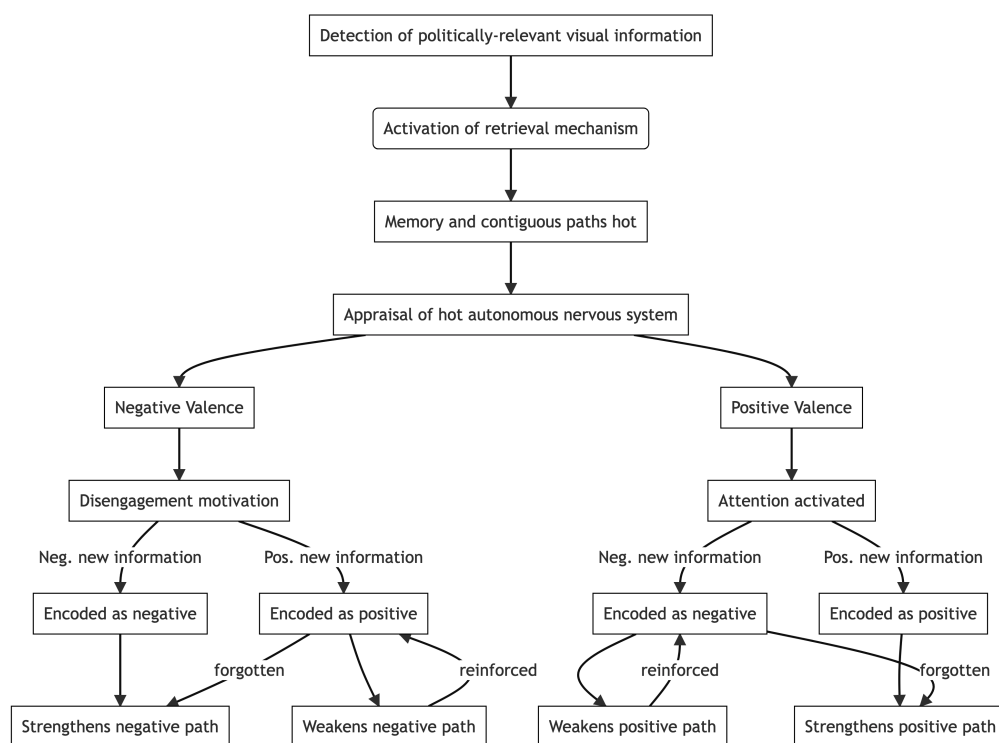 Detection of politically-relevant visual information
Activation of retrieval mechanism
Memory and contiguous paths hot
Appraisal of hot autonomous nervous system
Negative Valence
Positive Valence
Disengagement motivation
Attention activated
Neg. new information
Pos. new information
Neg. new information
Pos. new information
Encoded as negative
Encoded as positive
Encoded as negative
Encoded as positive
forgotten
reinforced
reinforced
forgotten
Strengthens negative path
Weakens negative path
Weakens positive path
Strengthens positive path